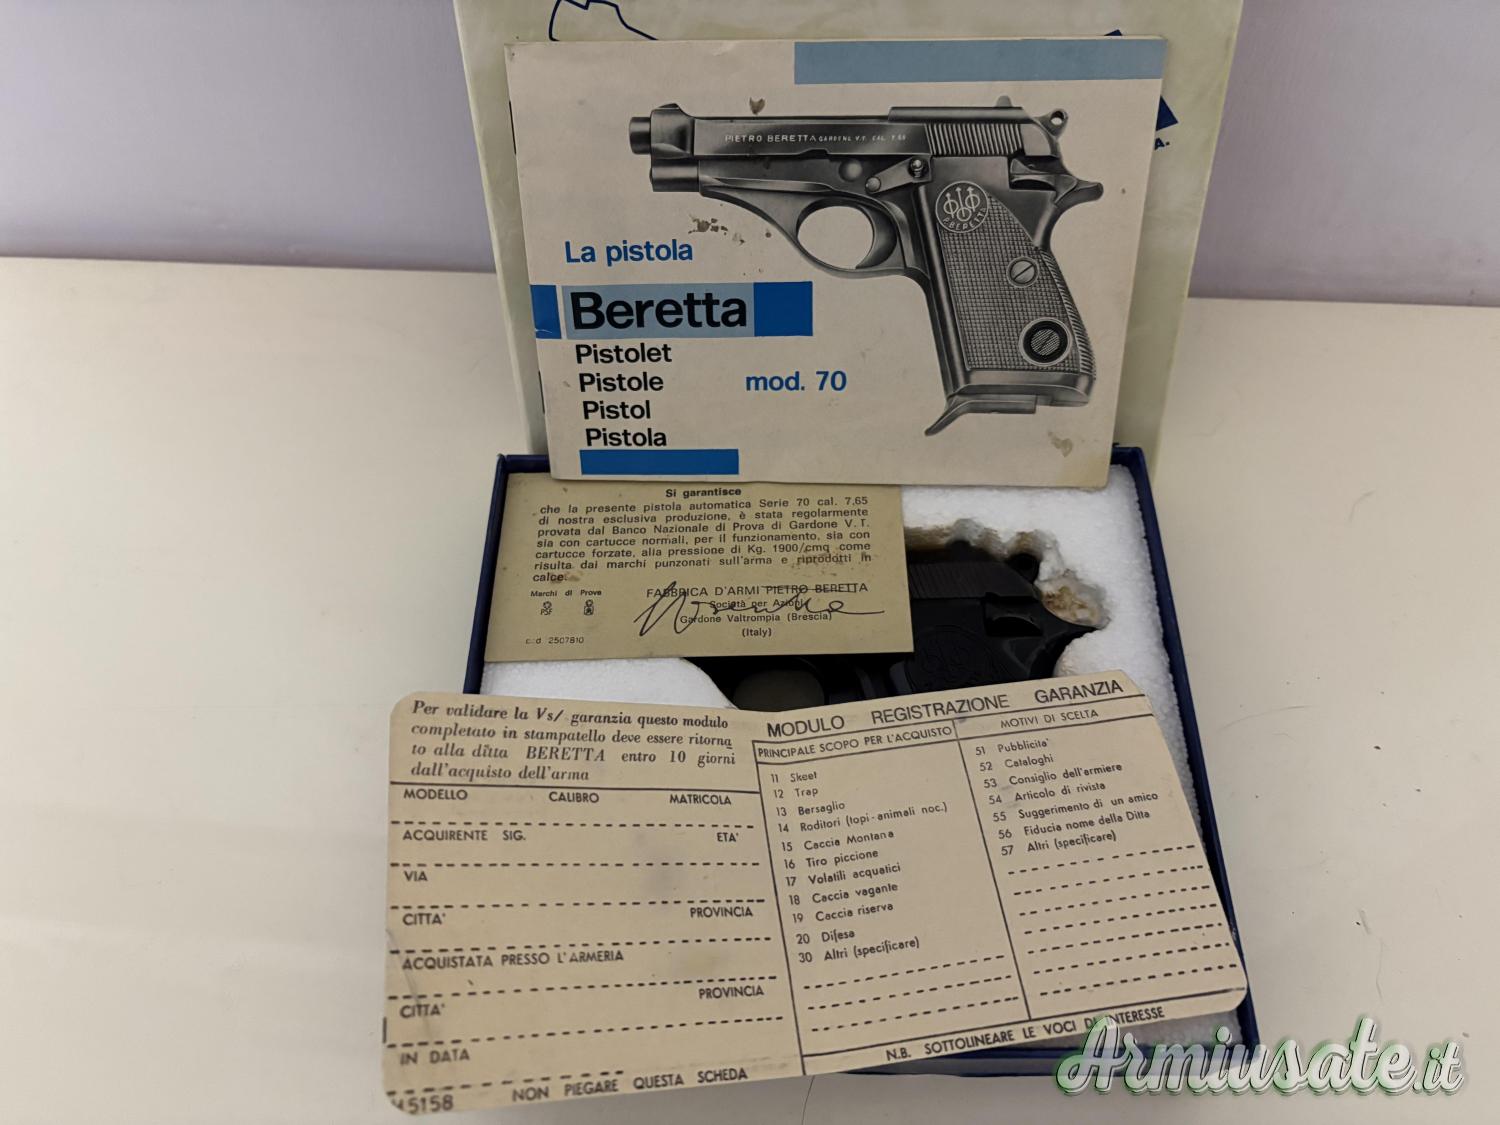 A.
PIETRO BERETTA GARDONE V.T. CAL. 7.65
P. BERETTA
La pistola
Beretta
Pistolet
Pistole
mod. 70
Pistol
Pistola
Si garantisce
che la presente pistola automatica Serie 70 cal. 7,65
di nostra esclusiva produzione, è stata regolarmente
provata dal Banco Nazionale di Prova di Gardone V. T.
sia con cartucce normali, per il funzionamento, sia con
cartucce forzate, alla pressione di Kg. 1900/cmq come
risulta dai marchi punzonati sull'arma e riprodotti in
calce.
Marchi di Prova
PSF
FABBRICA D'ARMI PIETRO BERETTA
Società per Azioni
Gardone Valtrompia (Brescia)
(Italy)
cod 2507810
Per validare la Vs/ garanzia questo modulo
completato in stampatello deve essere ritorna
to alla ditta BERETTA entro 10 giorni
dall'acquisto dell'arma
MODELLO CALIBRO MATRICOLA
ACQUIRENTE SIG. ETA'
VIA
CITTA' PROVINCIA
ACQUISTATA PRESSO L'ARMERIA
CITTA' PROVINCIA
IN DATA
NON PIEGARE QUESTA SCHEDA
5158
MODULO REGISTRAZIONE GARANZIA
PRINCIPALE SCOPO PER L'ACQUISTO
11 Skeet
12 Trap
13 Bersaglio
14 Roditori (topi-animali noc.)
15 Caccia Montana
16 Tiro piccione
17 Volatili acquatici
18 Caccia vagante
19 Caccia riserva
20 Difesa
30 Altri (specificare)
MOTIVI DI SCELTA
51 Pubblicita'
52 Cataloghi
53 Consiglio dell'armiere
54 Articolo di rivista
55 Suggerimento di un amico
56 Fiducia nome della Ditta
57 Altri (specificare)
N.B. SOTTOLINEARE LE VOCI DI INTERESSE
Armiusate.it